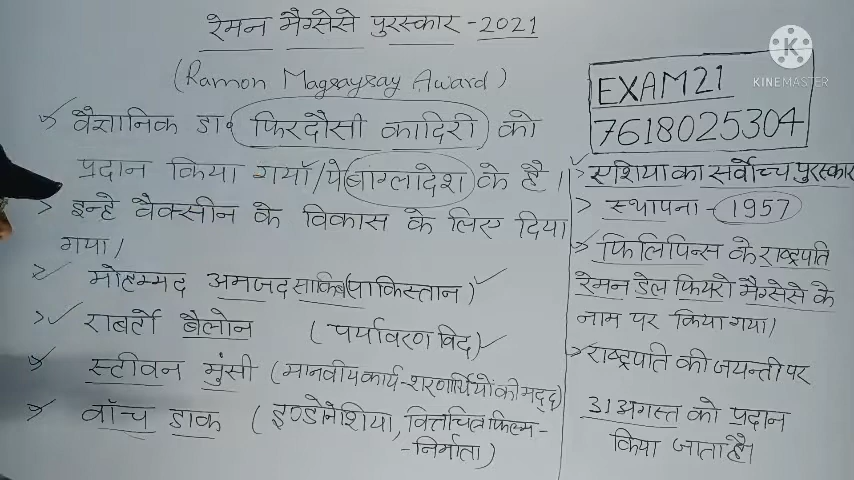 रेमन मैग्सेसे पुरस्कार - 2021
(Ramon Magsaysay Award)
वैज्ञानिक डा॰ फिरदौसी कादिरी को
प्रदान किया गया/ये बांग्लादेश के है।
> इन्हे वैक्सीन के विकास के लिए दिया
गया/
मोहम्मद अमजद साकिब (पाकिस्तान)
> राबर्टो बैलोन (पर्यावरण विद)
स्टीवन मुंसी (मानवीय कार्य - शरणार्थियों की मदद)
वॉच डाक (इण्डोनेशिया, वित्तचित्र फिल्म -
- निर्माता)
KINEMASTER
EXAM21
7618025304
> एशिया का सर्वोच्च पुरस्कार
> स्थापना - 1957
> फिलिपिन्स के राष्ट्रपति
रेमन डेल फियरो मैग्सेसे के
नाम पर किया गया/
> राष्ट्रपति की जयन्ती पर
31 अगस्त को प्रदान
किया जाता है।